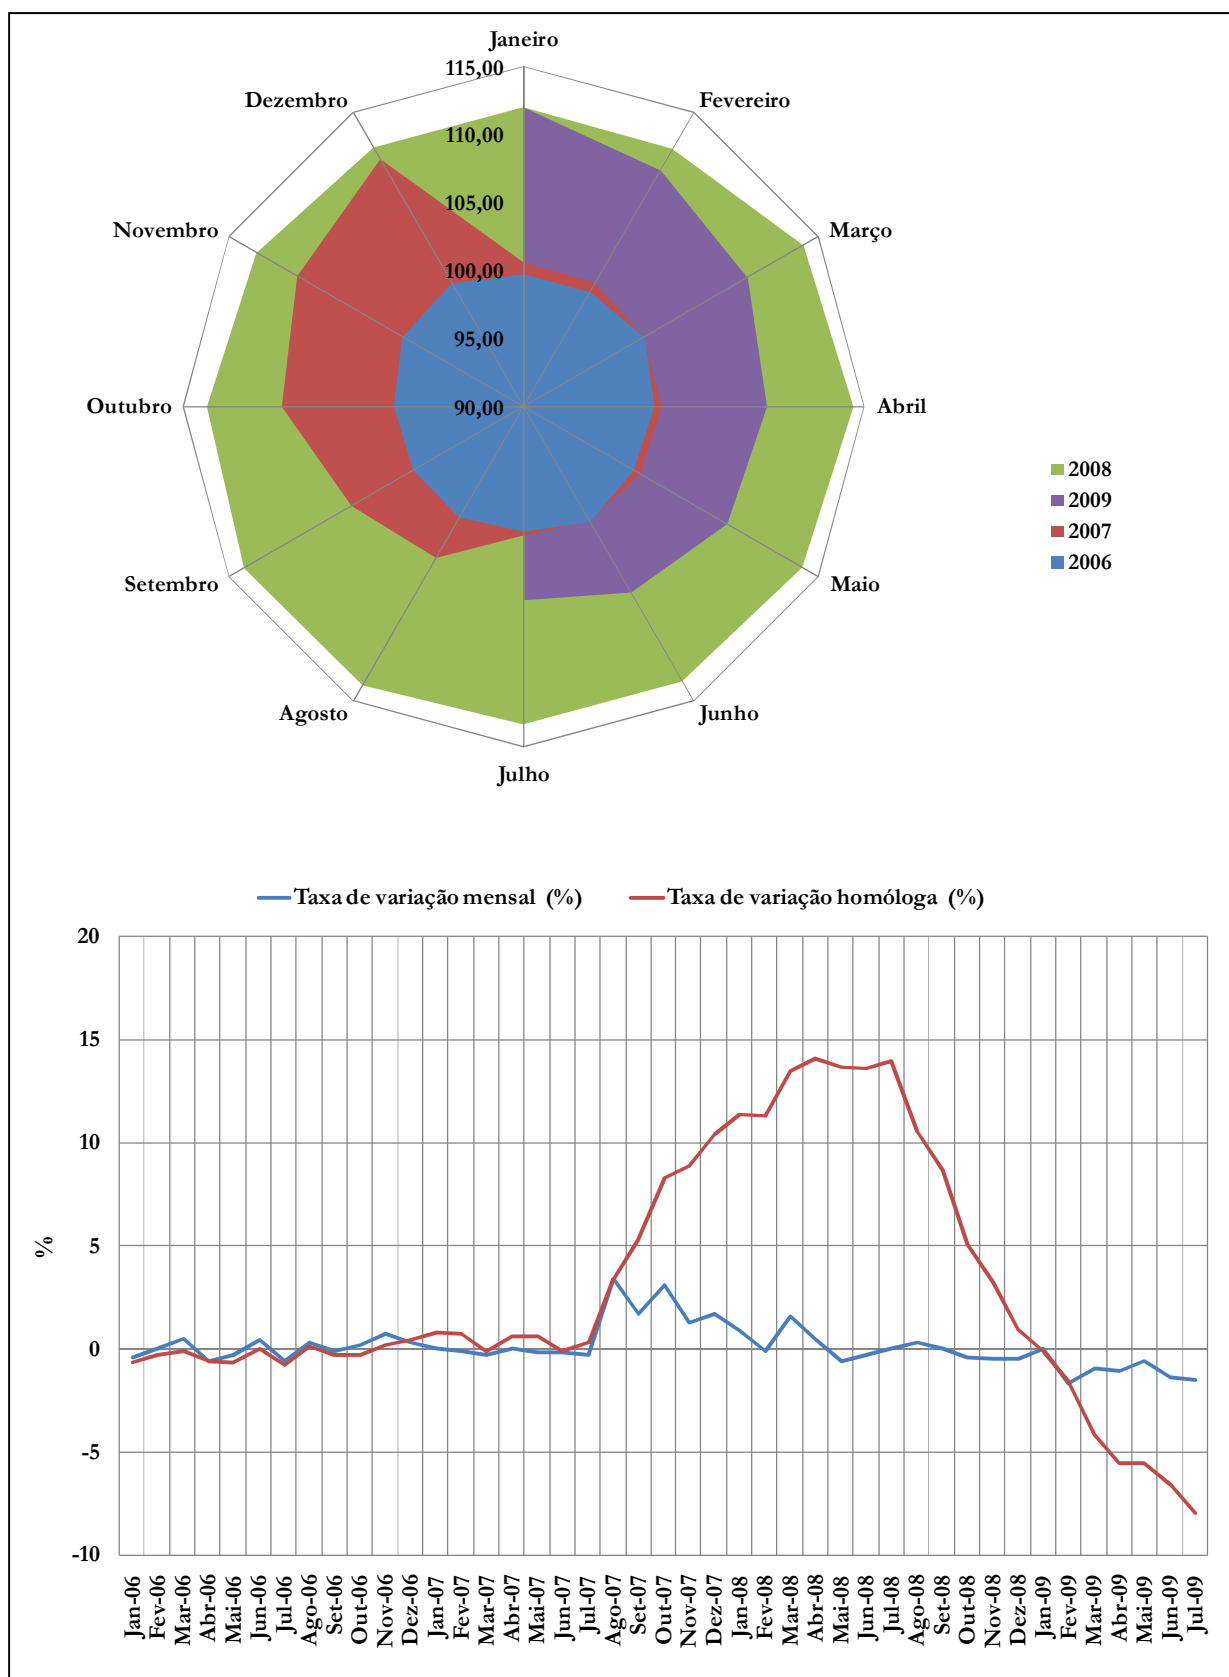 Janeiro
115,00
Dezembro
Fevereiro
110,00
105,00
Novembro
Março
100,00
95,00
Outubro
90,00
Abril
2008
2009
2007
2006
Setembro
Maio
Agosto
Junho
Julho
Taxa de variação mensal (%)
Taxa de variação homóloga (%)
20
15
10
5
0
-5
-10
%
Jan-06
Fev-06
Mar-06
Abr-06
Mai-06
Jun-06
Jul-06
Ago-06
Set-06
Out-06
Nov-06
Dez-06
Jan-07
Fev-07
Mar-07
Abr-07
Mai-07
Jun-07
Jul-07
Ago-07
Set-07
Out-07
Nov-07
Dez-07
Jan-08
Fev-08
Mar-08
Abr-08
Mai-08
Jun-08
Jul-08
Ago-08
Set-08
Out-08
Nov-08
Dez-08
Jan-09
Fev-09
Mar-09
Abr-09
Mai-09
Jun-09
Jul-09